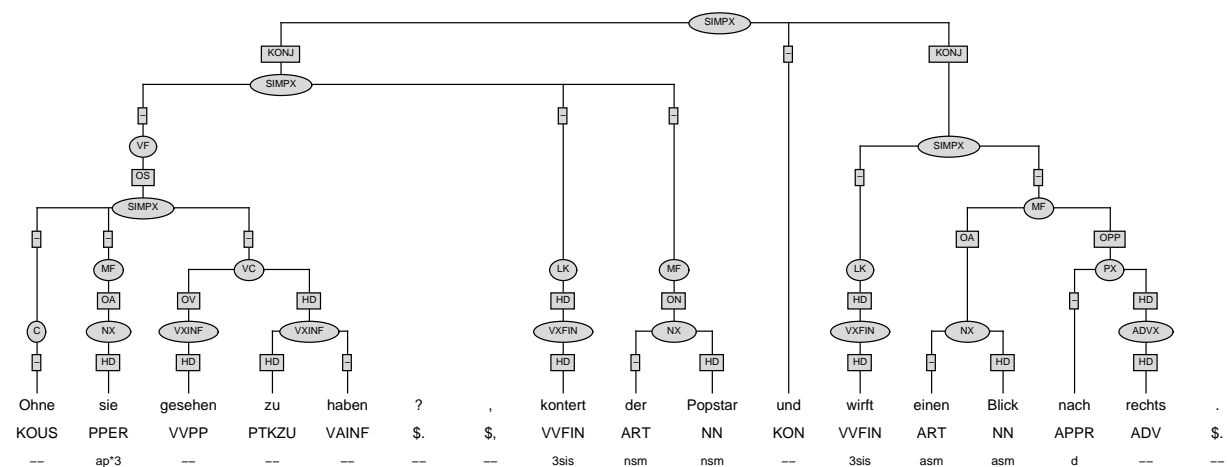 SIMPX
KONJ – KONJ
SIMPX
– – –
VF SIMPX
OS – –
SIMPX MF
– – – OA OPP
MF VC LK MF LK PX
OA OV HD HD ON HD – HD
C NX VXINF VXINF VXFIN NX VXFIN NX ADVX
– HD HD HD – HD – HD HD – HD HD
Ohne sie gesehen zu haben ? , kontert der Popstar und wirft einen Blick nach rechts .
KOUS PPER VVPP PTKZU VAINF $. $, VVFIN ART NN KON VVFIN ART NN APPR ADV $.
–– ap*3 –– –– –– –– –– 3sis nsm nsm –– 3sis asm asm d –– ––